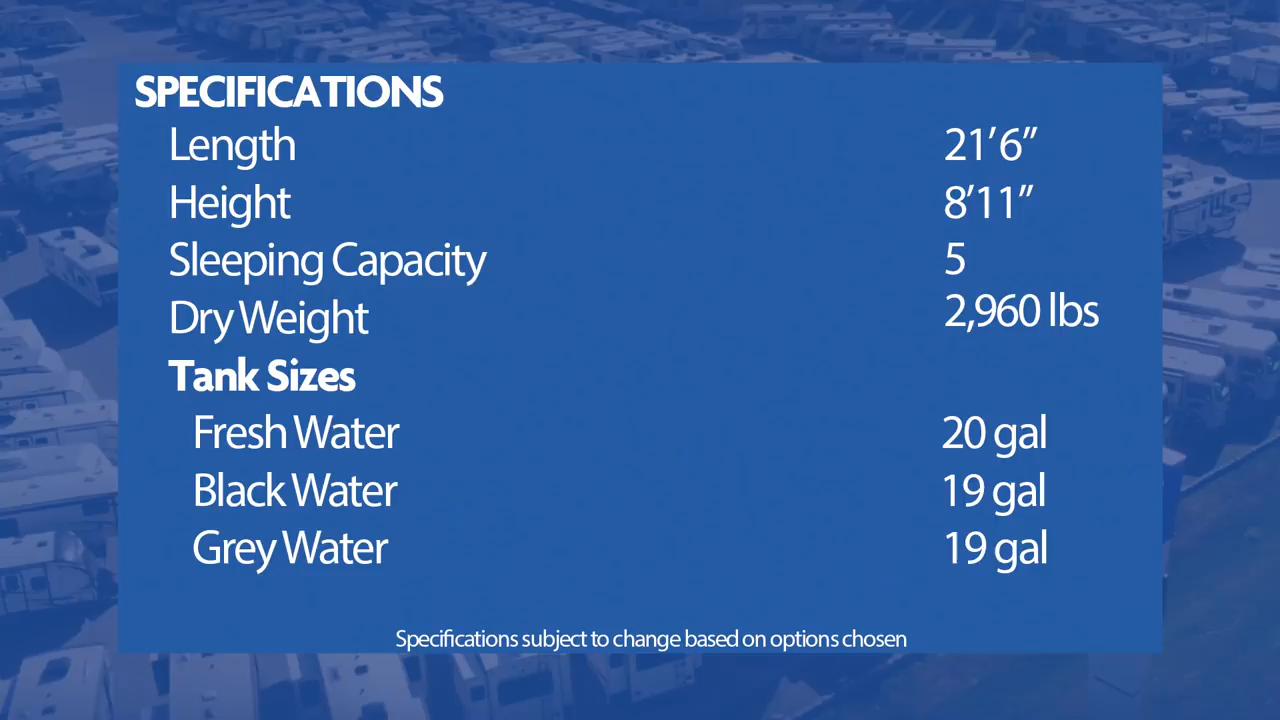 SPECIFICATIONS
Length 21’6”
Height 8’11”
Sleeping Capacity 5
Dry Weight 2,960 lbs
Tank Sizes
Fresh Water 20 gal
Black Water 19 gal
Grey Water 19 gal
Specifications subject to change based on options chosen